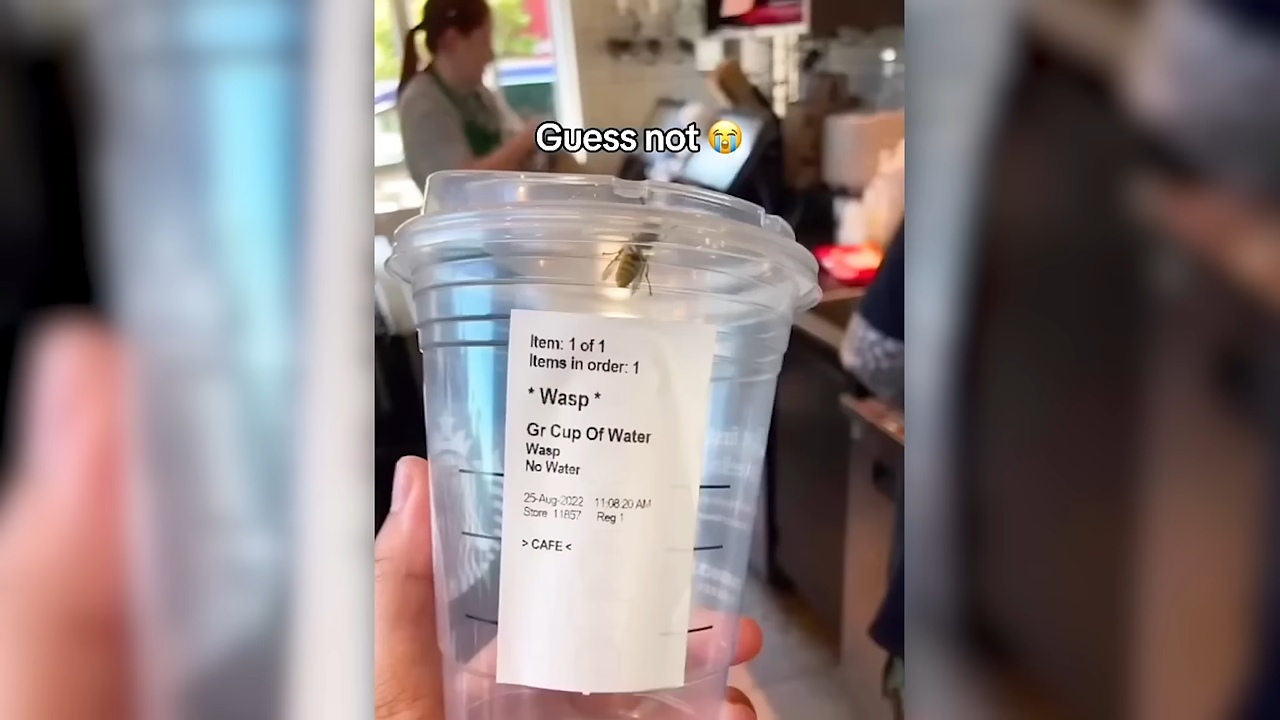 Guess not 😭
Item: 1 of 1
Items in order: 1
* Wasp *
Gr Cup Of Water
Wasp
No Water
25-Aug-2022 11:08:20 AM
Store 11857 Reg 1
> CAFE <